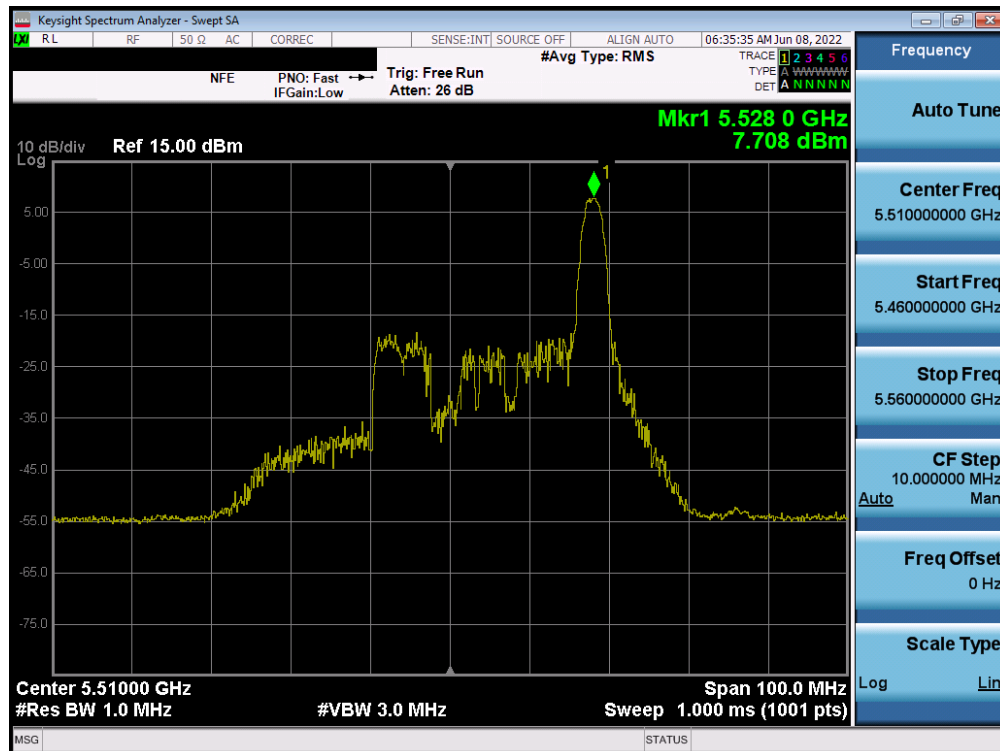 Keysight Spectrum Analyzer - Swept SA
LXI RL RF 50 Ω AC CORREC SENSE:INT SOURCE OFF ALIGN AUTO 06:35:35 AM Jun 08, 2022
NFE PNO: Fast Trig: Free Run #Avg Type: RMS TRACE 1 2 3 4 5 6
IFGain:Low Atten: 26 dB TYPE A WWWWW
DET A N N N N N
Mkr1 5.528 0 GHz
7.708 dBm
10 dB/div Ref 15.00 dBm
Log
1
5.00
-5.00
-15.0
-25.0
-35.0
-45.0
-55.0
-65.0
-75.0
Center 5.51000 GHz Span 100.0 MHz
#Res BW 1.0 MHz #VBW 3.0 MHz Sweep 1.000 ms (1001 pts)
MSG STATUS
Frequency
Auto Tune
Center Freq
5.510000000 GHz
Start Freq
5.460000000 GHz
Stop Freq
5.560000000 GHz
CF Step
10.000000 MHz
Auto Man
Freq Offset
0 Hz
Scale Type
Log Lin